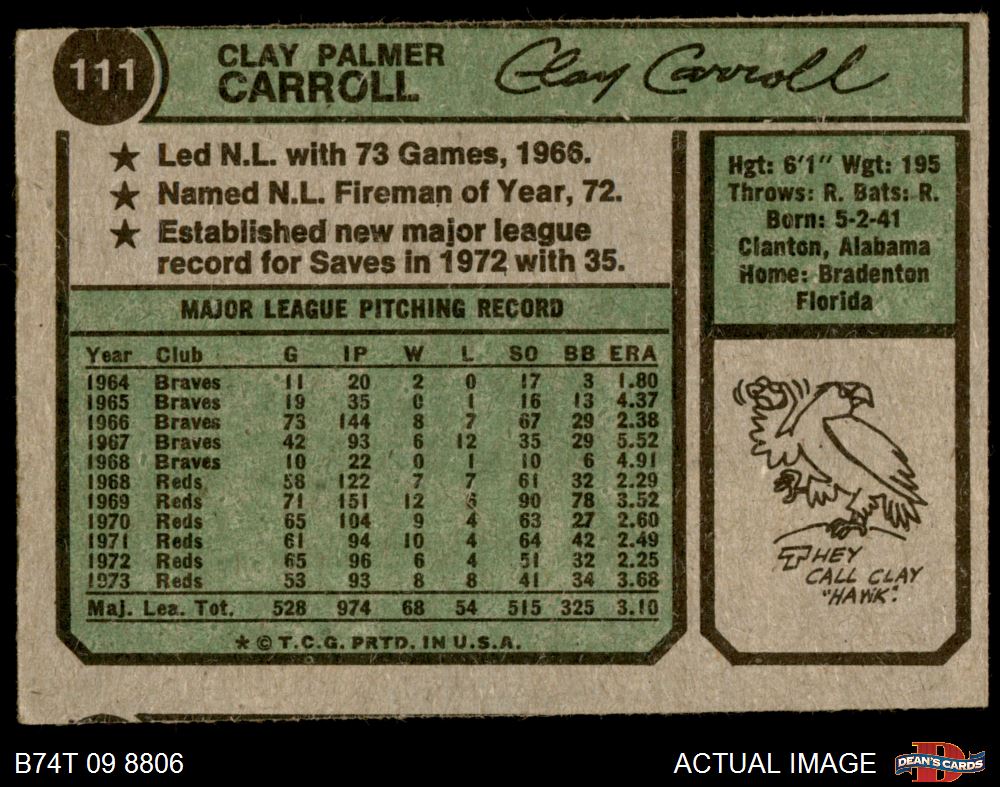 111
CLAY PALMER
CARROLL
Clay Carroll
★ Led N.L. with 73 Games, 1966.
★ Named N.L. Fireman of Year, 72.
★ Established new major league
record for Saves in 1972 with 35.
MAJOR LEAGUE PITCHING RECORD
Year Club G IP W L SO BB ERA
1964 Braves 11 20 2 0 17 3 1.80
1965 Braves 19 35 0 1 16 13 4.37
1966 Braves 73 144 8 7 67 29 2.38
1967 Braves 42 93 6 12 35 29 5.52
1968 Braves 10 22 0 1 10 6 4.91
1968 Reds 58 122 7 7 61 32 2.29
1969 Reds 71 151 12 6 90 78 3.52
1970 Reds 65 104 9 4 63 27 2.60
1971 Reds 61 94 10 4 64 42 2.49
1972 Reds 65 96 6 4 51 32 2.25
1973 Reds 53 93 8 8 41 34 3.68
Maj. Lea. Tot. 528 974 68 54 515 325 3.10
* © T.C.G. PRTD. IN U.S.A.
Hgt: 6'1" Wgt: 195
Throws: R. Bats: R.
Born: 5-2-41
Clanton, Alabama
Home: Bradenton
Florida
THEY
CALL CLAY
"HAWK".
B74T 09 8806
ACTUAL IMAGE
D
DEAN'S CARDS